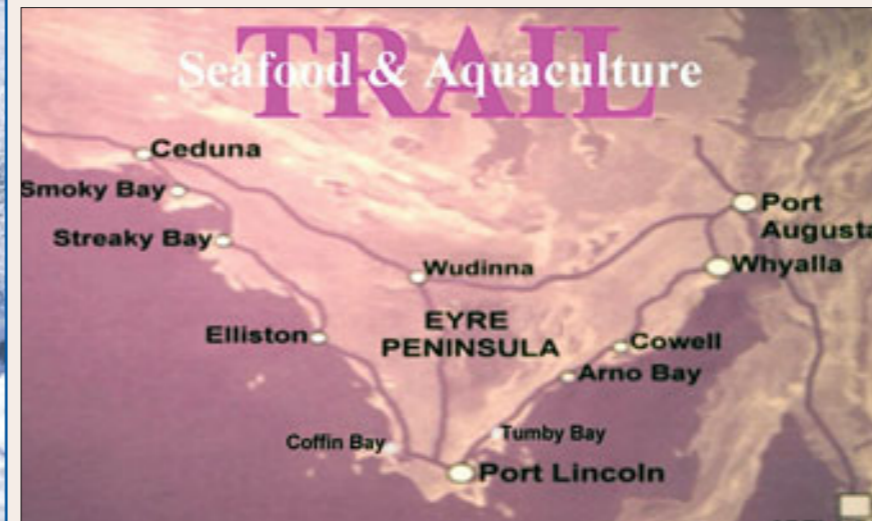 TRAIL
Seafood & Aquaculture
Ceduna
Smoky Bay
Streaky Bay
Wudinna
Port
Augusta
Whyalla
EYRE
PENINSULA
Elliston
Cowell
Arno Bay
Coffin Bay
Tumby Bay
Port Lincoln